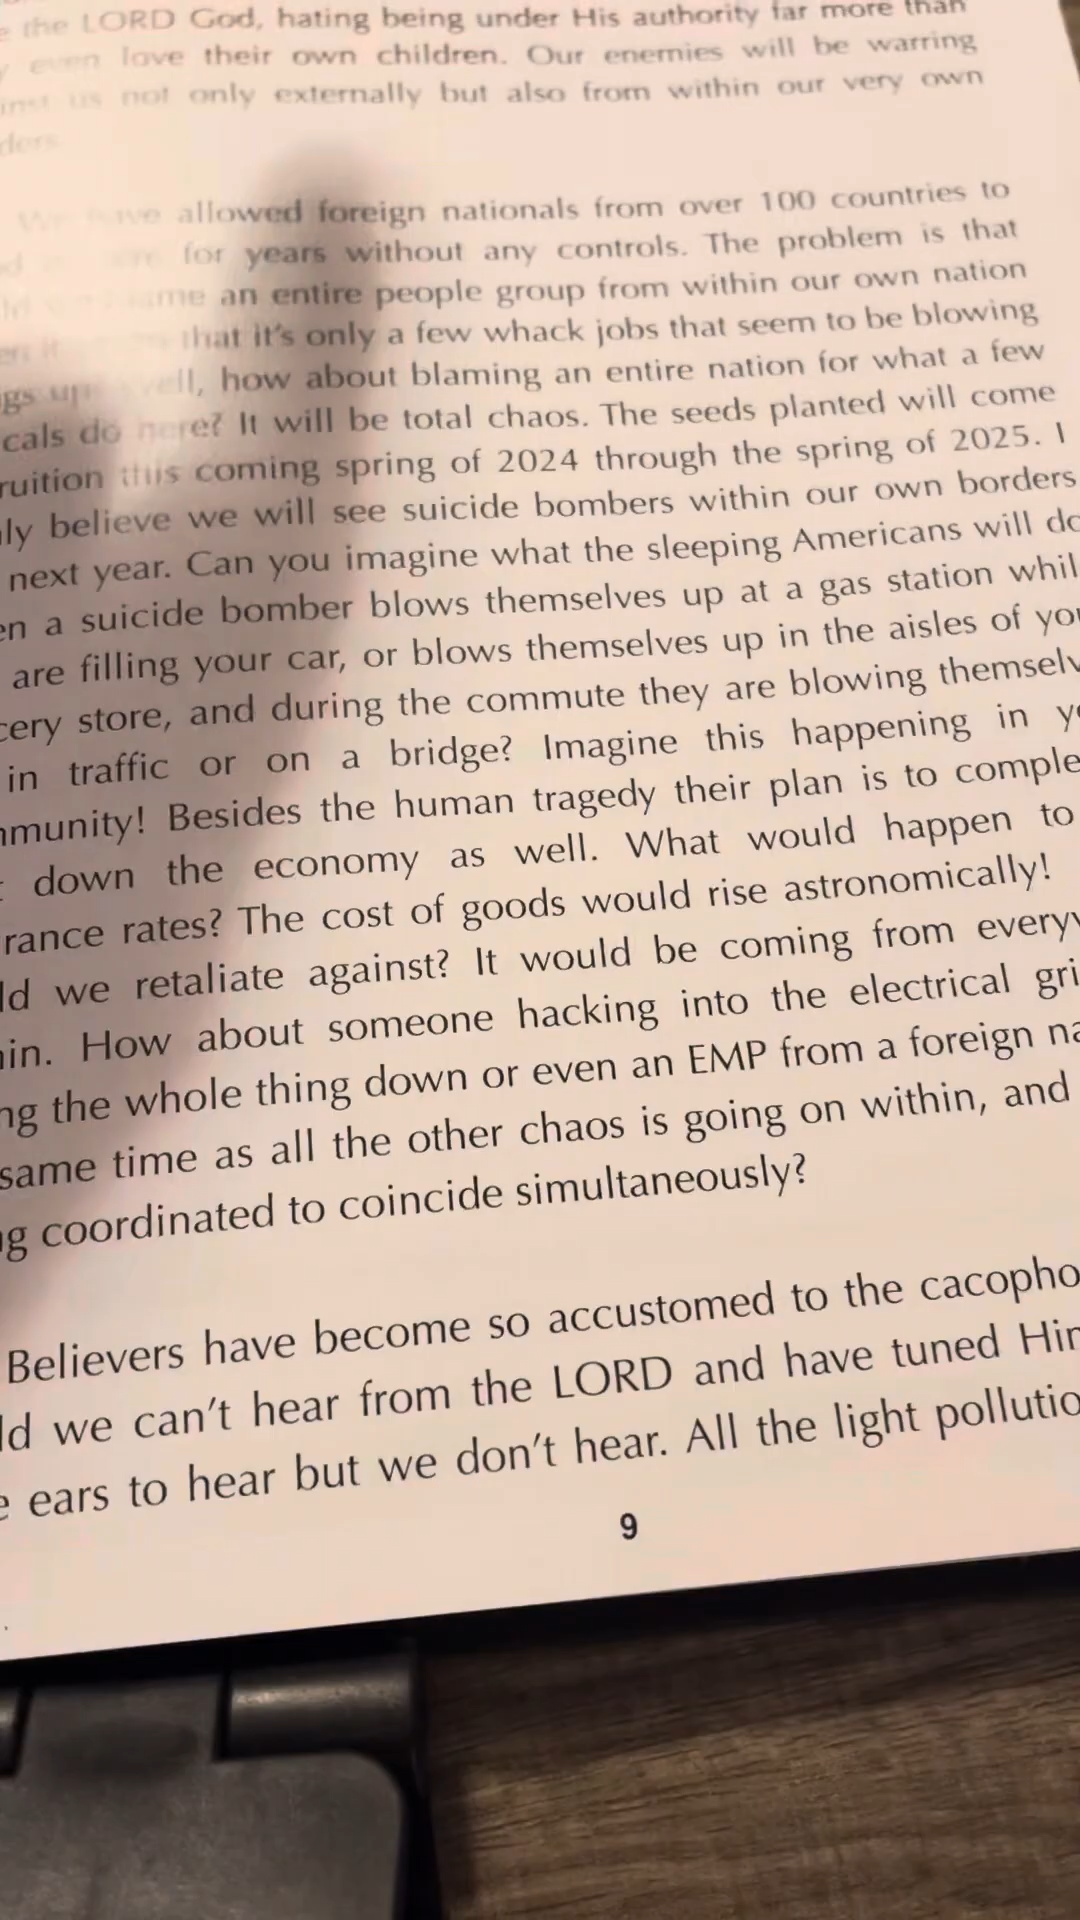 the LORD God, hating being under His authority far more than
even love their own children. Our enemies will be warring
us not only externally but also from within our very own
ders
We have allowed foreign nationals from over 100 countries to
for years without any controls. The problem is that
an entire people group from within our own nation
that it's only a few whack jobs that seem to be blowing
up well, how about blaming an entire nation for what a few
cals do here? It will be total chaos. The seeds planted will come
ruition this coming spring of 2024 through the spring of 2025. I
ly believe we will see suicide bombers within our own borders
next year. Can you imagine what the sleeping Americans will do
en a suicide bomber blows themselves up at a gas station whil
are filling your car, or blows themselves up in the aisles of you
cery store, and during the commute they are blowing themselv
in traffic or on a bridge? Imagine this happening in y
mmunity! Besides the human tragedy their plan is to comple
down the economy as well. What would happen to
rance rates? The cost of goods would rise astronomically!
ld we retaliate against? It would be coming from everyw
in. How about someone hacking into the electrical gri
ng the whole thing down or even an EMP from a foreign na
same time as all the other chaos is going on within, and
g coordinated to coincide simultaneously?
Believers have become so accustomed to the cacopho
ld we can't hear from the LORD and have tuned Him
e ears to hear but we don't hear. All the light pollutio
9